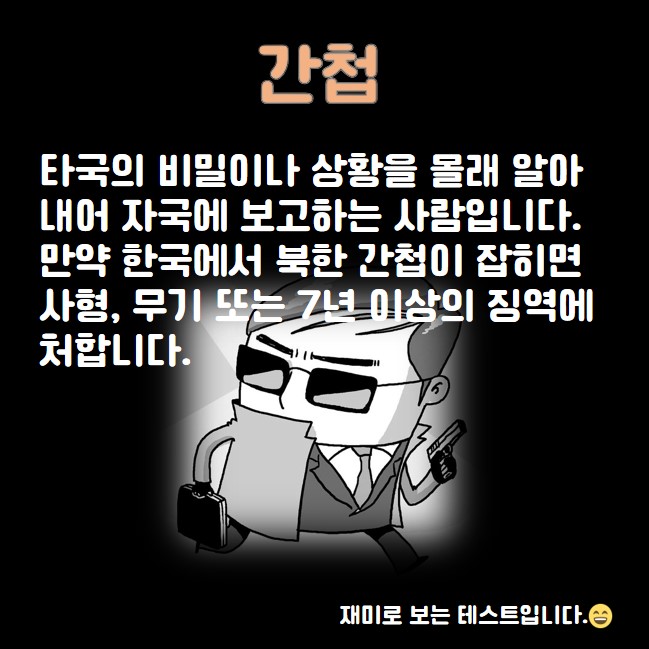 간첩
타국의 비밀이나 상황을 몰래 알아
내어 자국에 보고하는 사람입니다.
만약 한국에서 북한 간첩이 잡히면
사형, 무기 또는 7년 이상의 징역에
처합니다.
재미로 보는 테스트입니다.😄